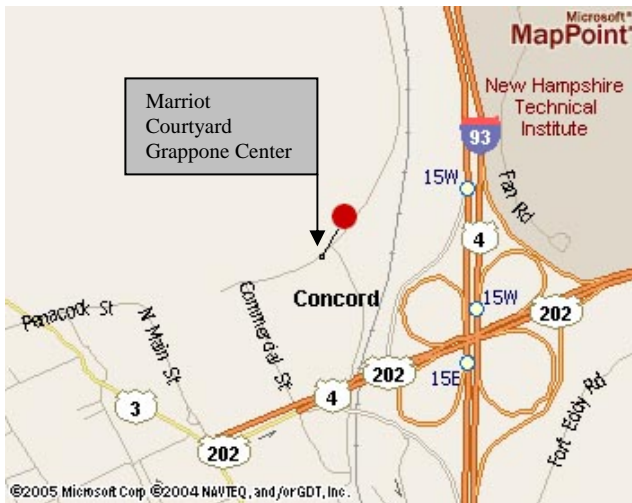 Microsoft®
MapPoint®
Marriot
Courtyard
Grappone Center
New Hampshire
Technical
Institute
93
15W
Fan Rd
4
Concord
15W
202
Penacook St
N Main St
Commercial St
202
15E
4
3
202
Fort Eddy Rd
©2005 Microsoft Corp ©2004 NAVTEQ, and/or GDT, Inc.